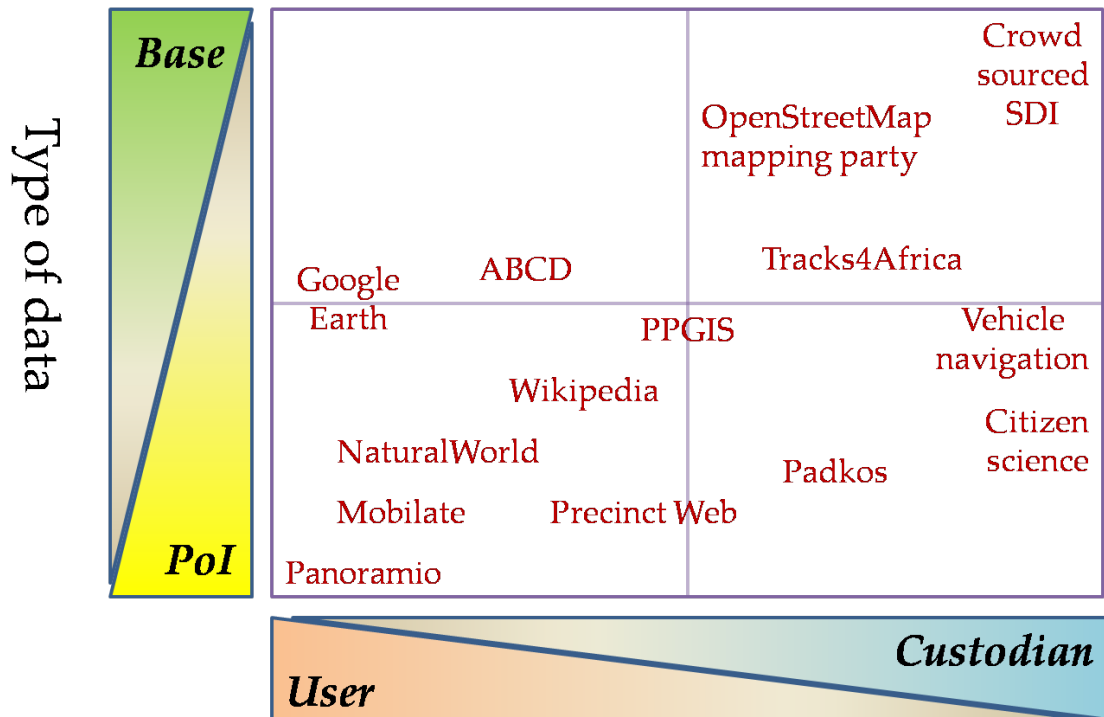 Type of data
Base
PoI
Crowd
sourced
SDI
OpenStreetMap
mapping party
Google
Earth
ABCD
Tracks4Africa
PPGIS
Vehicle
navigation
Wikipedia
Citizen
science
NaturalWorld
Padkos
Mobilate
Precinct Web
Panoramio
Custodian
User